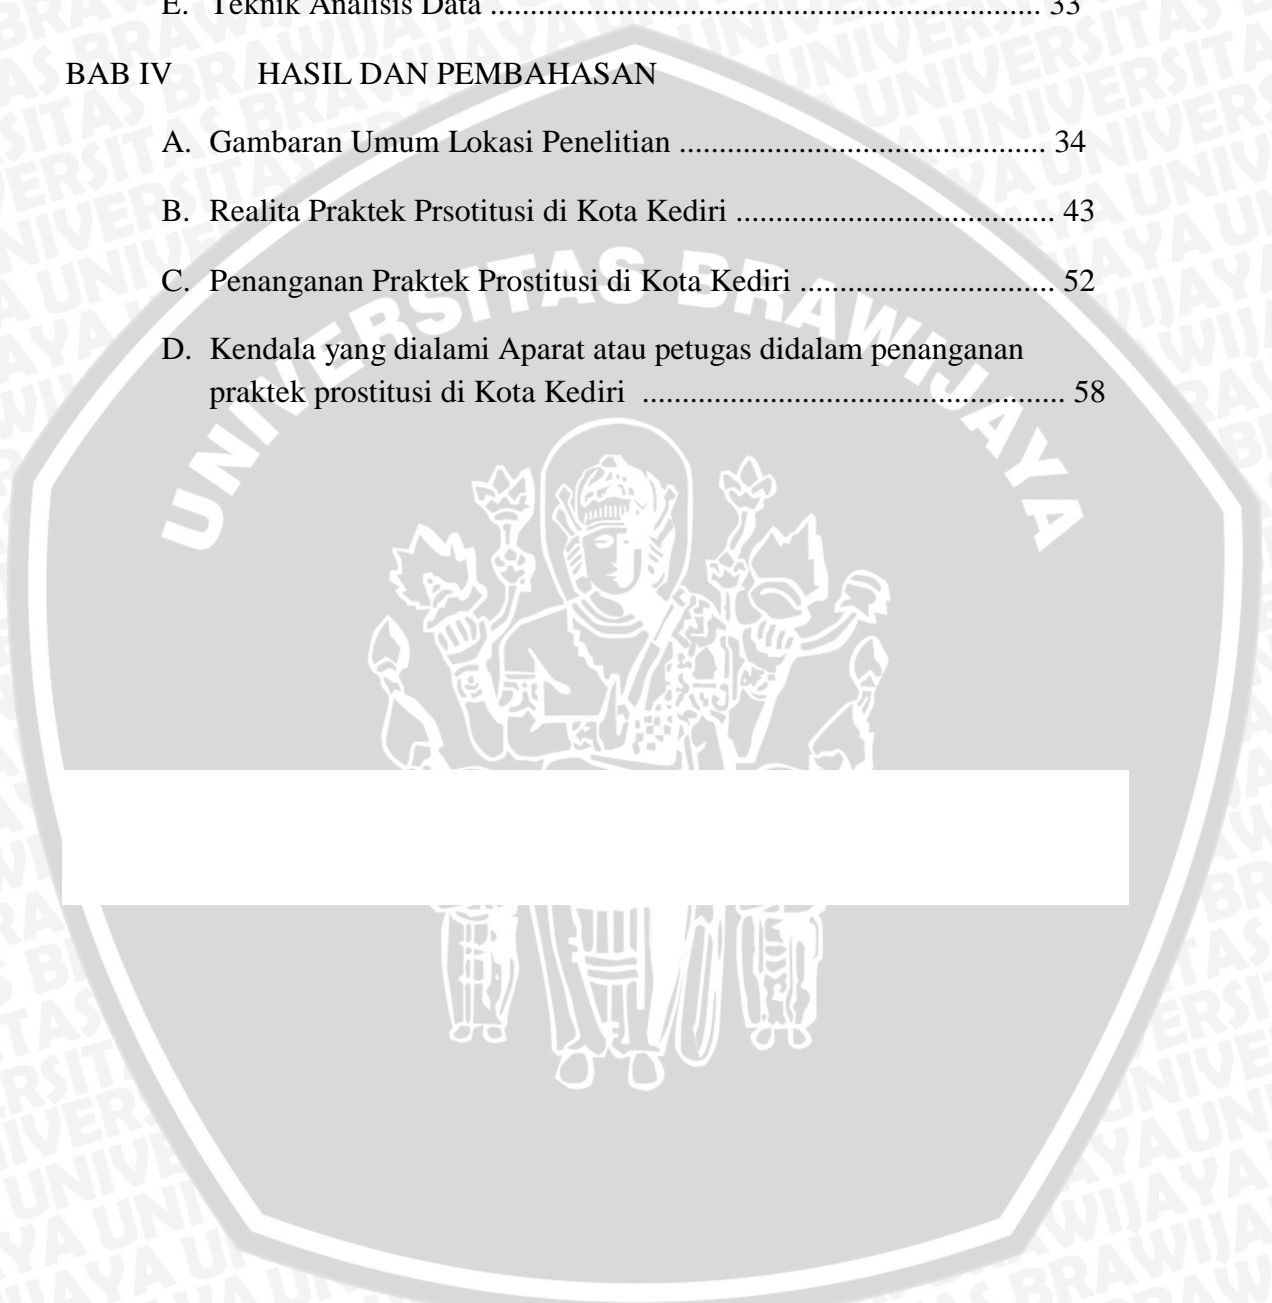 E. Teknik Analisis Data .................................................................... 33
BAB IV HASIL DAN PEMBAHASAN
A. Gambaran Umum Lokasi Penelitian ............................................. 34
B. Realita Praktek Prsotitusi di Kota Kediri ....................................... 43
C. Penanganan Praktek Prostitusi di Kota Kediri ............................... 52
D. Kendala yang dialami Aparat atau petugas didalam penanganan
praktek prostitusi di Kota Kediri .................................................... 58
UNIVERSITAS BRAWIJAYA